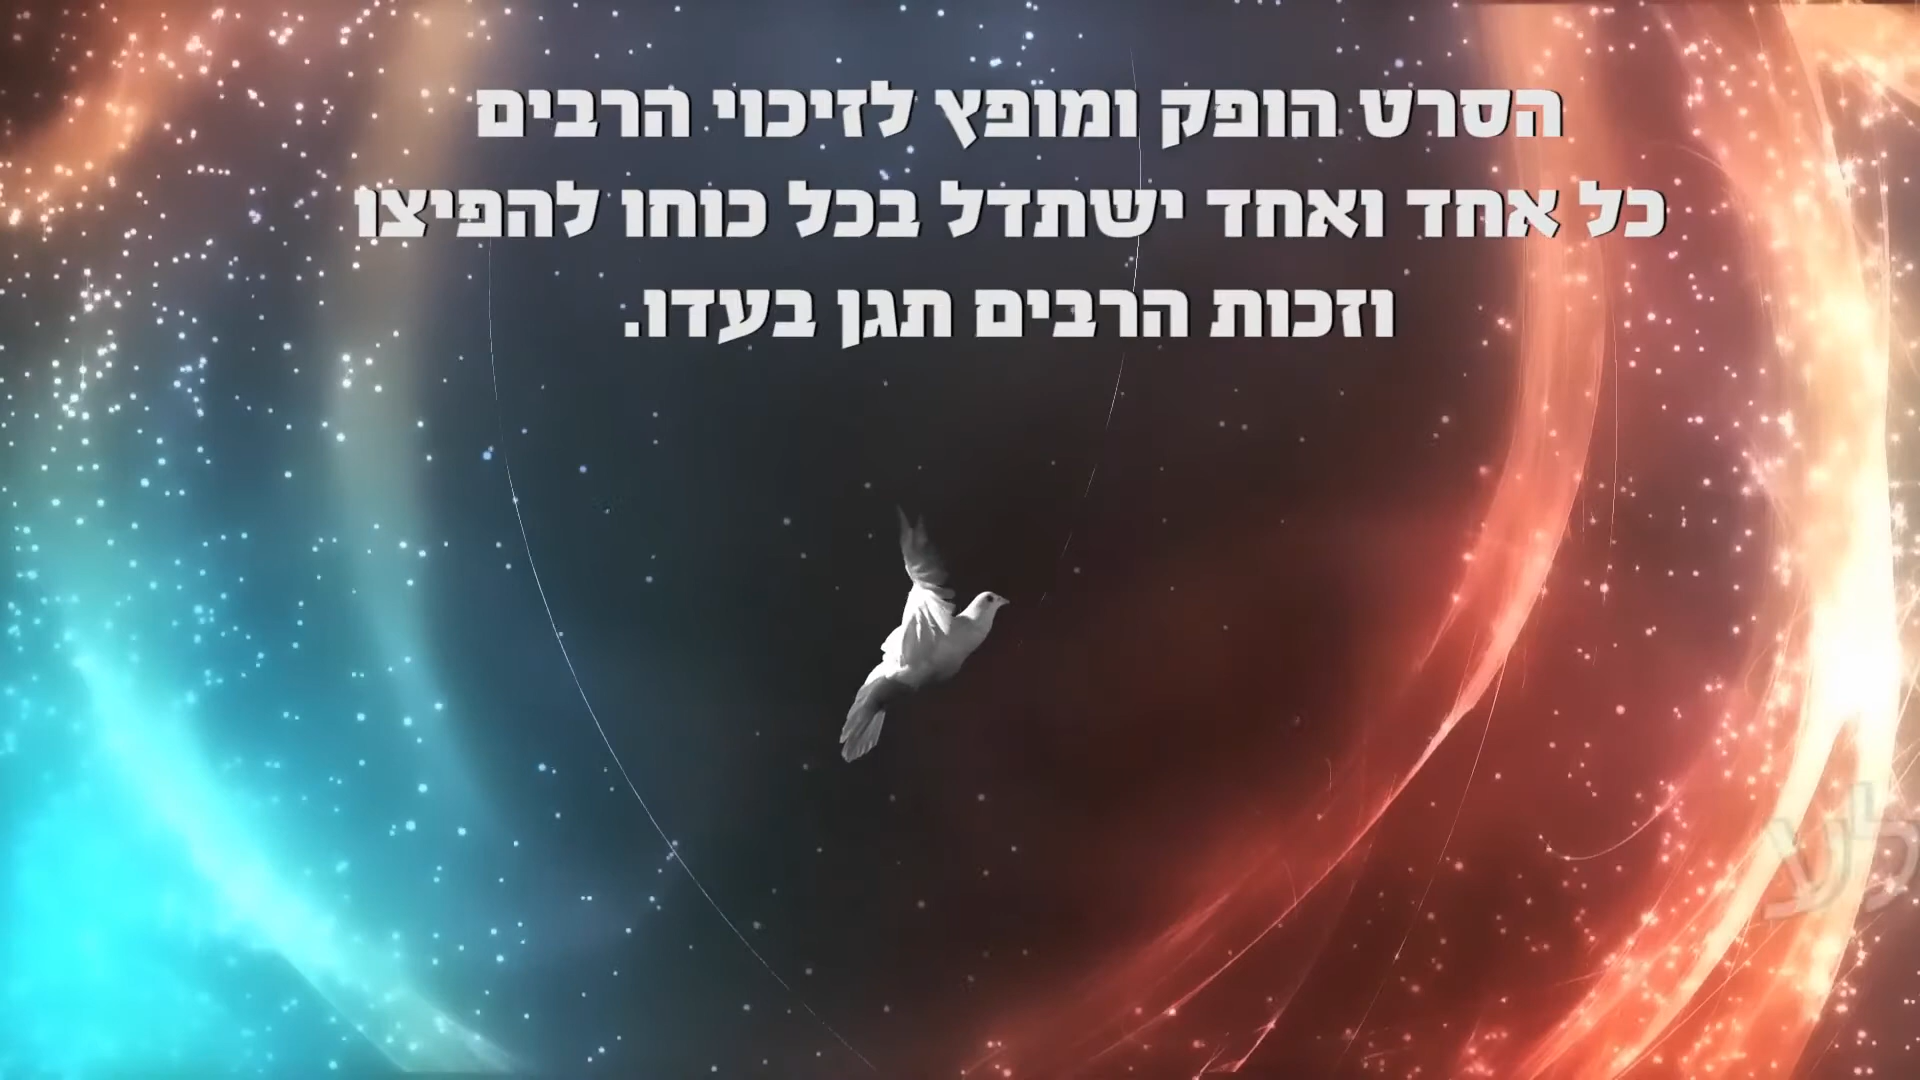 הסרט הופק ומופץ לזיכוי הרבים
כל אחד ואחד ישתדל בכל כוחו להפיצו
וזכות הרבים תגן בעדו.